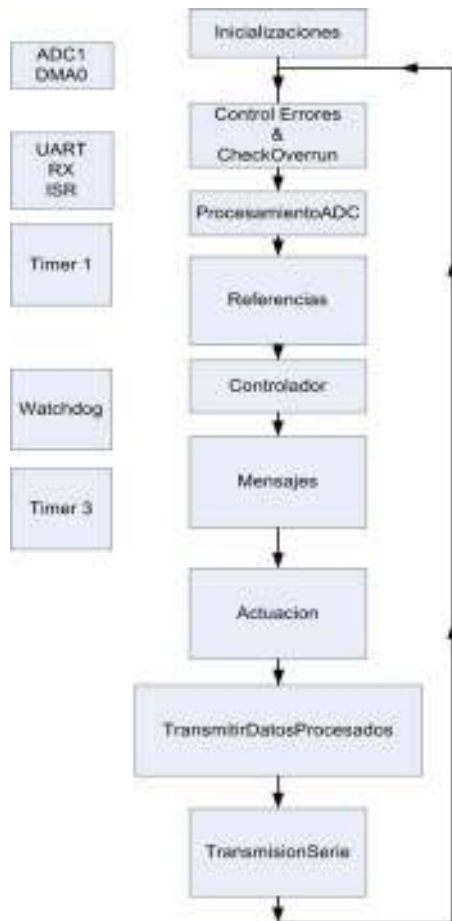 Inicializaciones
ADC1
DMA0
Control Errores
&
CheckOverrun
UART
RX
ISR
ProcesamientoADC
Timer 1
Referencias
Controlador
Watchdog
Mensajes
Timer 3
Actuacion
TransmitirDatosProcesados
TransmisionSerie